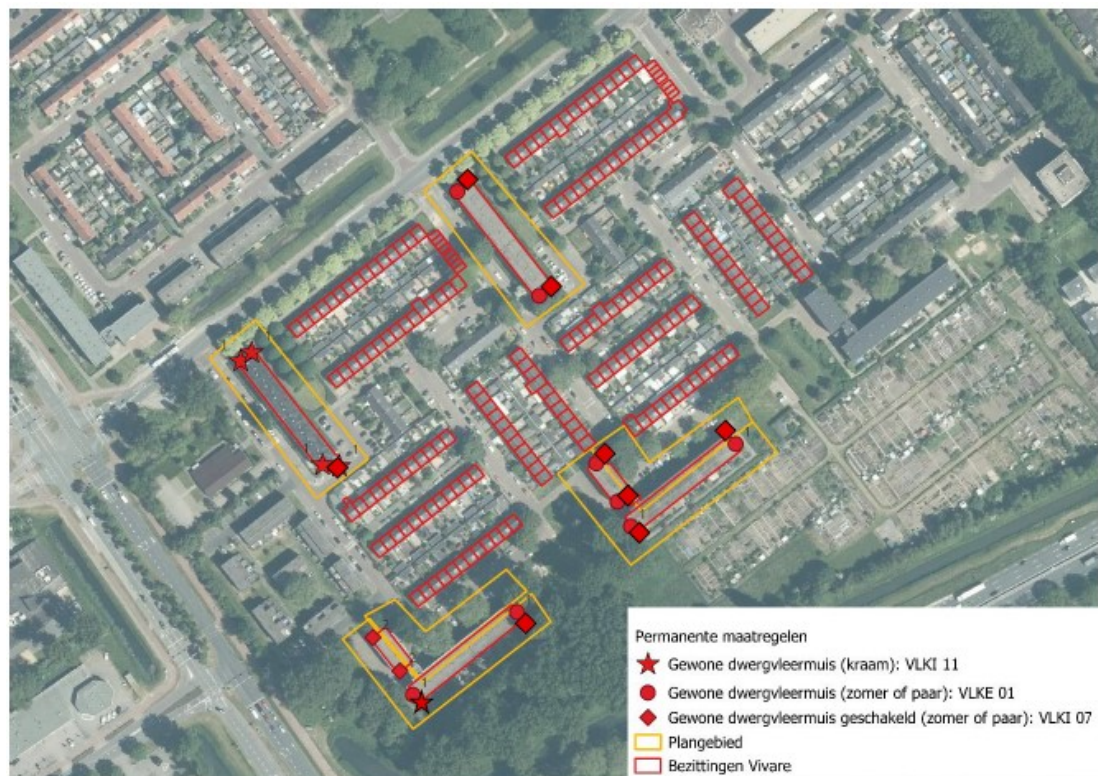 Permanente maatregelen
Gewone dwergvleermuis (kraam): VLKI 11
Gewone dwergvleermuis (zomer of paar): VLKE 01
Gewone dwergvleermuis geschakeld (zomer of paar): VLKI 07
Plangebied
Bezittingen Vivare